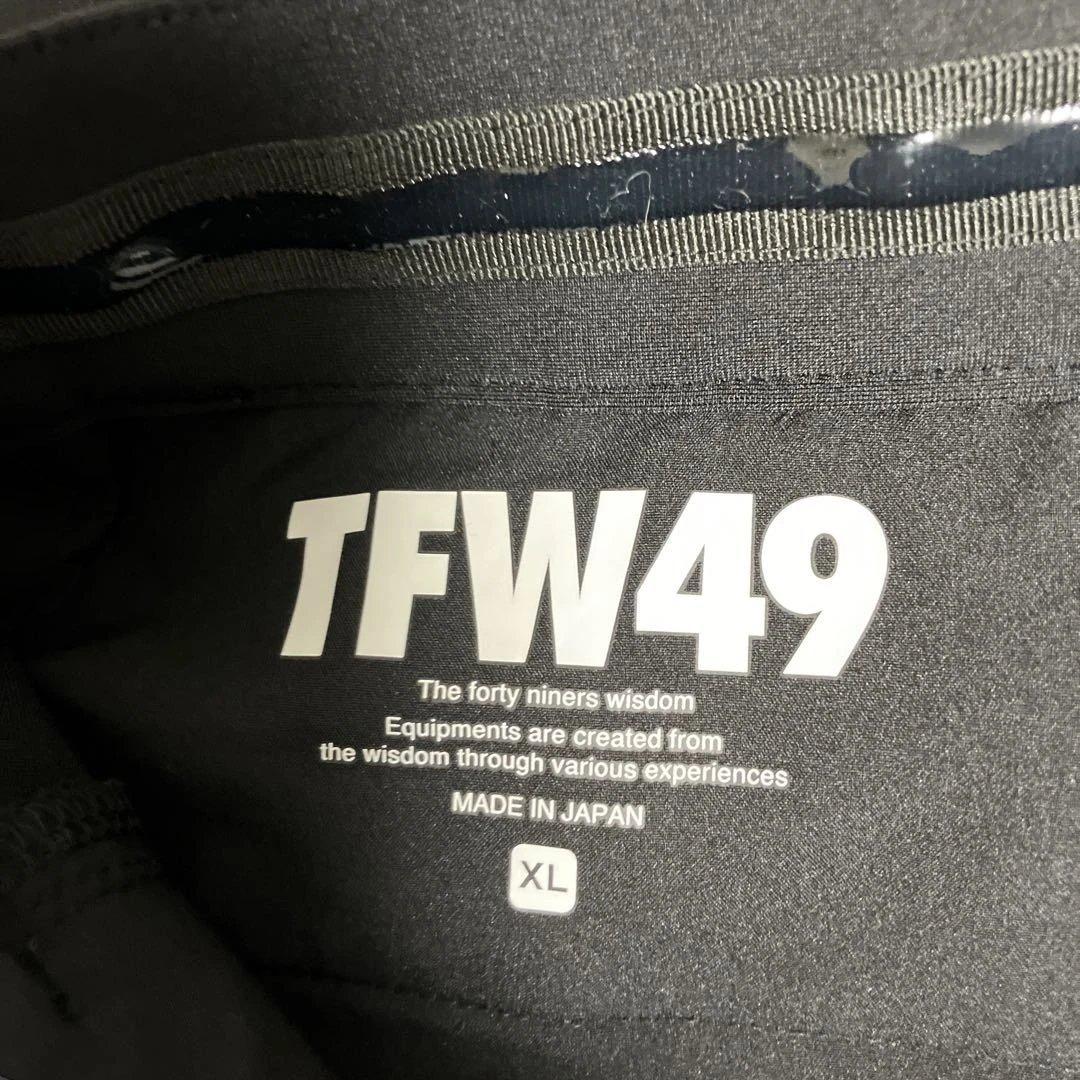 TFW49
The forty niners wisdom
Equipments are created from
the wisdom through various experiences
MADE IN JAPAN
XL